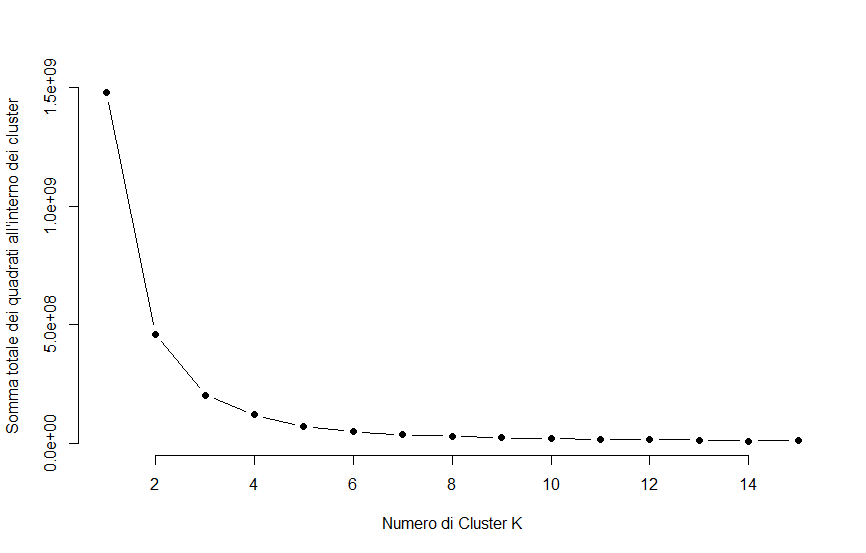 Somma totale dei quadrati all'interno dei cluster
1.5e+09
1.0e+09
5.0e+08
0.0e+00
2 4 6 8 10 12 14
Numero di Cluster K